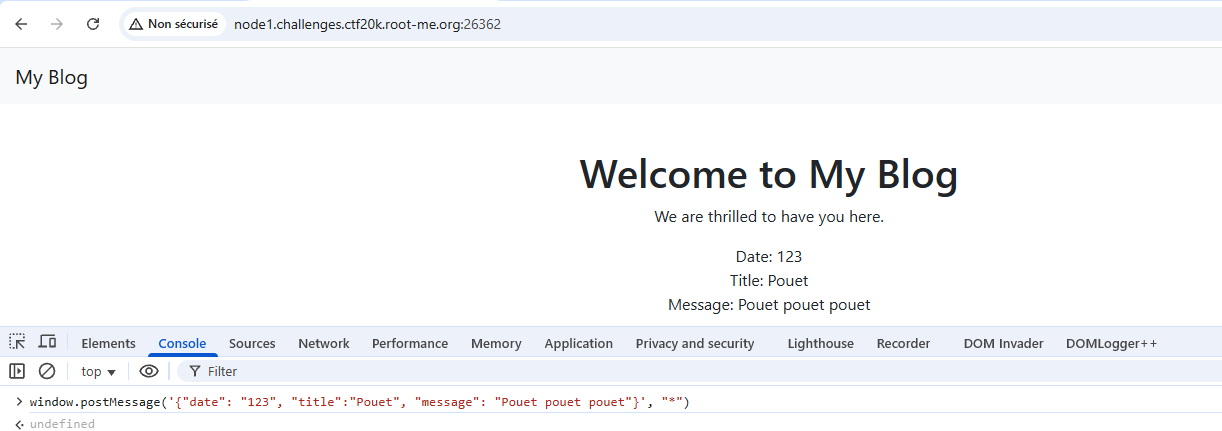 Non sécurisé node1.challenges.ctf20k.root-me.org:26362
My Blog
Welcome to My Blog
We are thrilled to have you here.
Date: 123
Title: Pouet
Message: Pouet pouet pouet
Elements Console Sources Network Performance Memory Application Privacy and security Lighthouse Recorder DOM Invader DOMLogger++
top Filter
window.postMessage('{"date": "123", "title":"Pouet", "message": "Pouet pouet pouet"}', "*")
undefined